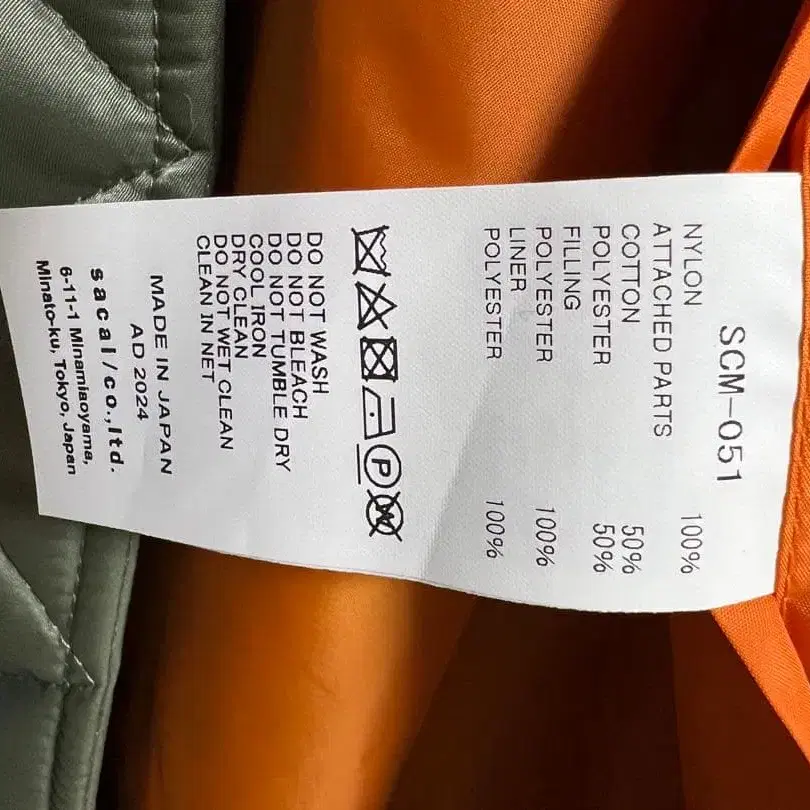 SCM-051
NYLON 100%
ATTACHED PARTS
COTTON 50%
POLYESTER 50%
FILLING
POLYESTER 100%
LINER
POLYESTER 100%
P W
DO NOT WASH
DO NOT BLEACH
DO NOT TUMBLE DRY
COOL IRON
DRY CLEAN
DO NOT WET CLEAN
CLEAN IN NET
MADE IN JAPAN
AD 2024
sacai/co.,ltd.
6-11-1 Minamiaoyama,
Minato-ku, Tokyo, Japan